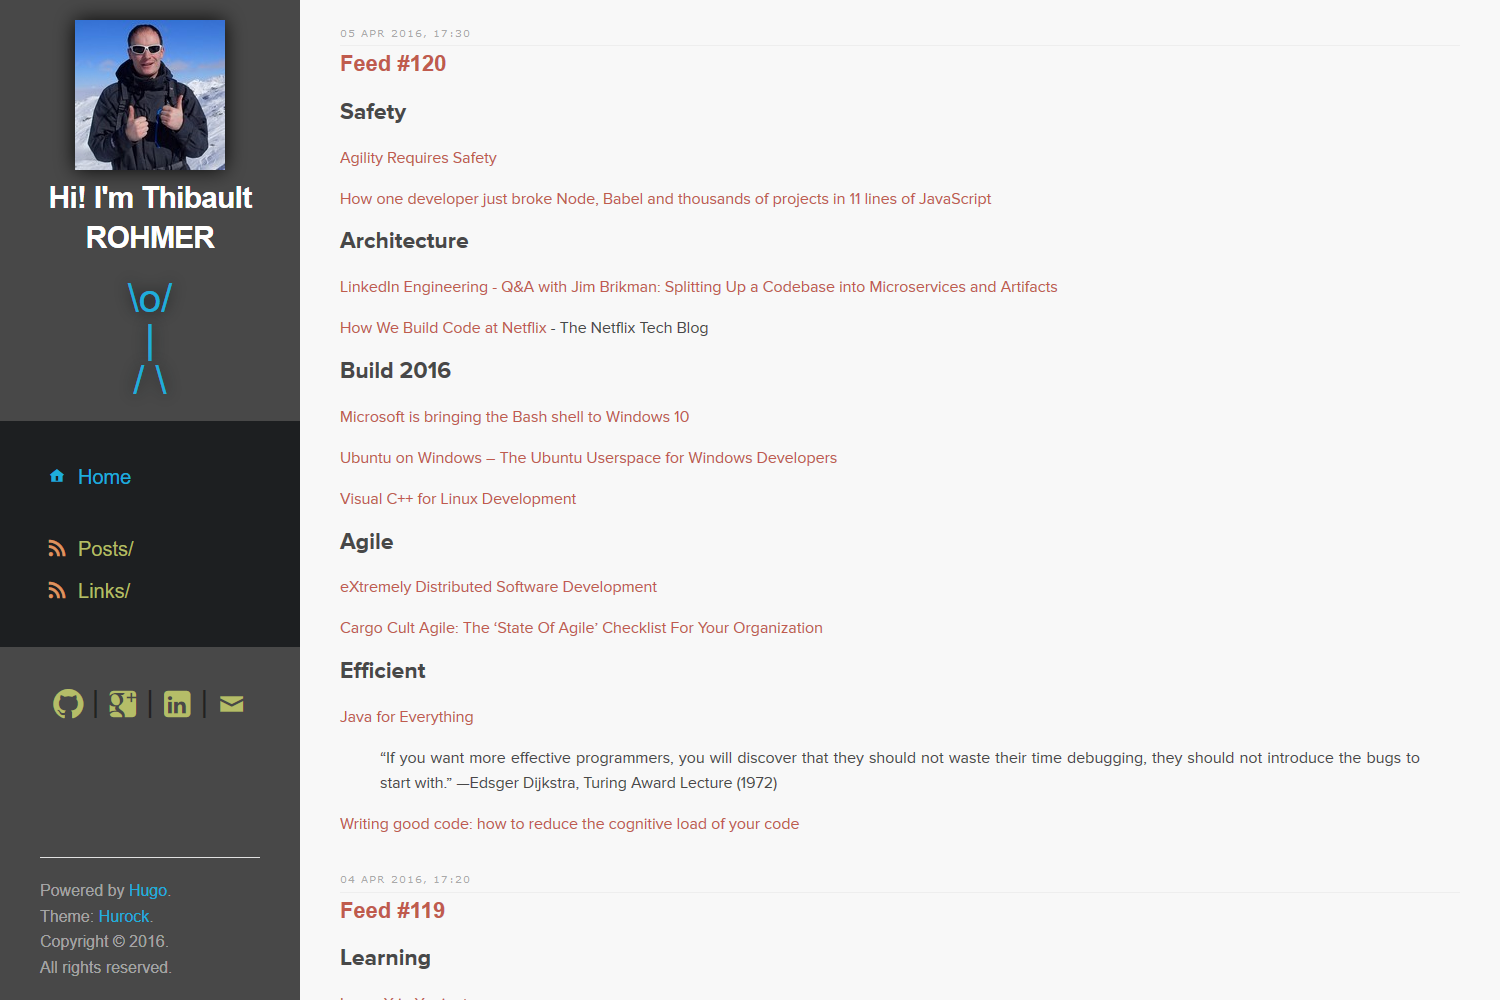 Hi! I'm Thibault
ROHMER
\o/
|
/ \
Home
Posts/
Links/
Powered by Hugo.
Theme: Hurock.
Copyright © 2016.
All rights reserved.
05 APR 2016, 17:30
Feed #120
Safety
Agility Requires Safety
How one developer just broke Node, Babel and thousands of projects in 11 lines of JavaScript
Architecture
LinkedIn Engineering - Q&A with Jim Brikman: Splitting Up a Codebase into Microservices and Artifacts
How We Build Code at Netflix - The Netflix Tech Blog
Build 2016
Microsoft is bringing the Bash shell to Windows 10
Ubuntu on Windows – The Ubuntu Userspace for Windows Developers
Visual C++ for Linux Development
Agile
eXtremely Distributed Software Development
Cargo Cult Agile: The ‘State Of Agile’ Checklist For Your Organization
Efficient
Java for Everything
“If you want more effective programmers, you will discover that they should not waste their time debugging, they should not introduce the bugs to
start with.” —Edsger Dijkstra, Turing Award Lecture (1972)
Writing good code: how to reduce the cognitive load of your code
04 APR 2016, 17:20
Feed #119
Learning